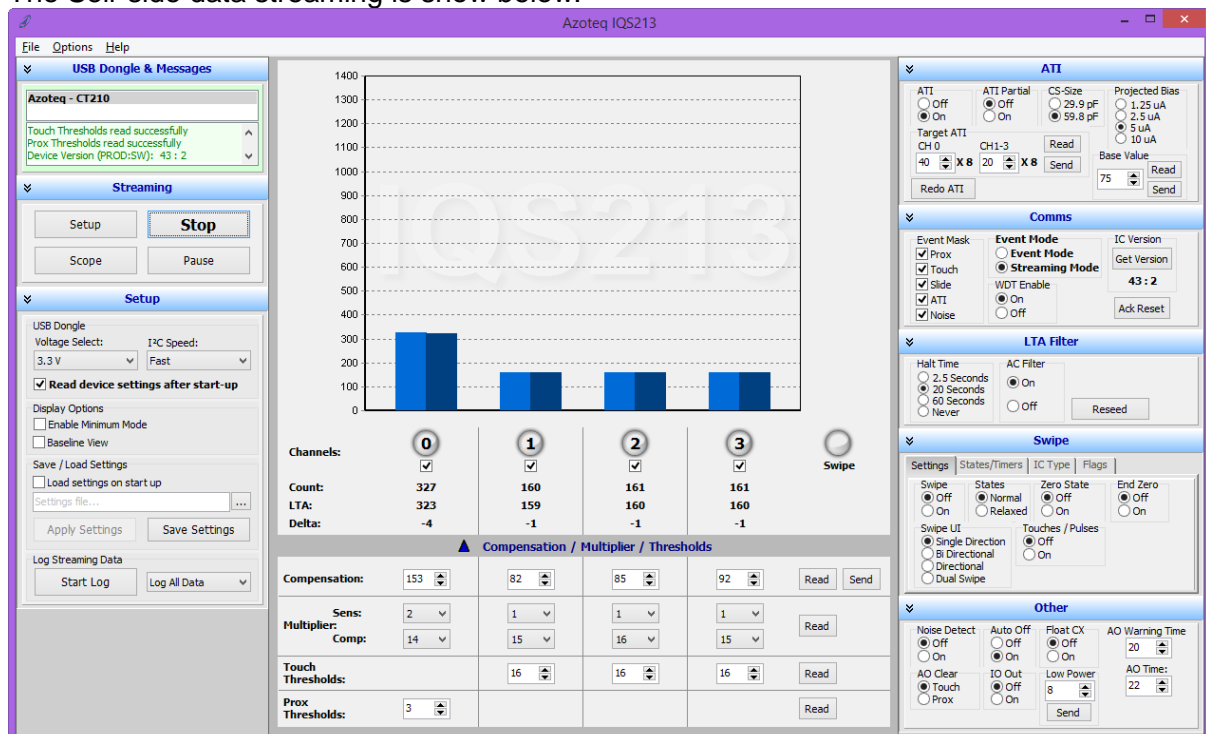 The Self-side data streaming is show below
Azoteq IQS213
File Options Help
USB Dongle & Messages
Azoteq - CT210
Touch Thresholds read successfully
Prox Thresholds read successfully
Device Version (PROD:SW): 43 : 2
Streaming
Setup Stop
Scope Pause
Setup
USB Dongle
Voltage Select: I²C Speed:
3.3 V Fast
Read device settings after start-up
Display Options
Enable Minimum Mode
Baseline View
Save / Load Settings
Load settings on start up
Settings file... ...
Apply Settings Save Settings
Log Streaming Data
Start Log Log All Data
IQS213
1400
1300
1200
1100
1000
900
800
700
600
500
400
300
200
100
0
Channels: 0 1 2 3 Swipe
Count: 327 160 161 161
LTA: 323 159 160 160
Delta: -4 -1 -1 -1
Compensation / Multiplier / Thresholds
Compensation: 153 82 85 92 Read Send
Sens: 2 1 1 1
Multiplier: Read
Comp: 14 15 16 15
Touch
Thresholds: 16 16 16 Read
Prox
Thresholds: 3 Read
ATI
ATI ATI Partial CS-Size Projected Bias
Off Off 29.9 pF 1.25 uA
On On 59.8 pF 2.5 uA
5 uA
10 uA
Target ATI
CH 0 CH1-3 Read
40 X 8 20 X 8 Send
Base Value
75 Read
Send
Redo ATI
Comms
Event Mask Event Mode IC Version
Prox Event Mode Get Version
Touch Streaming Mode
Slide WDT Enable 43 : 2
ATI On
Noise Off Ack Reset
LTA Filter
Halt Time AC Filter
2.5 Seconds On
20 Seconds
60 Seconds Off Reseed
Never
Swipe
Settings States/Timers IC Type Flags
Swipe States Zero State End Zero
Off Normal Off Off
On Relaxed On On
Swipe UI Touches / Pulses
Single Direction Off
Bi Directional On
Directional
Dual Swipe
Other
Noise Detect Auto Off Float CX AO Warning Time
Off Off Off 20
On On On
AO Clear IO Out Low Power AO Time:
Touch Off 8 22
Prox On Send